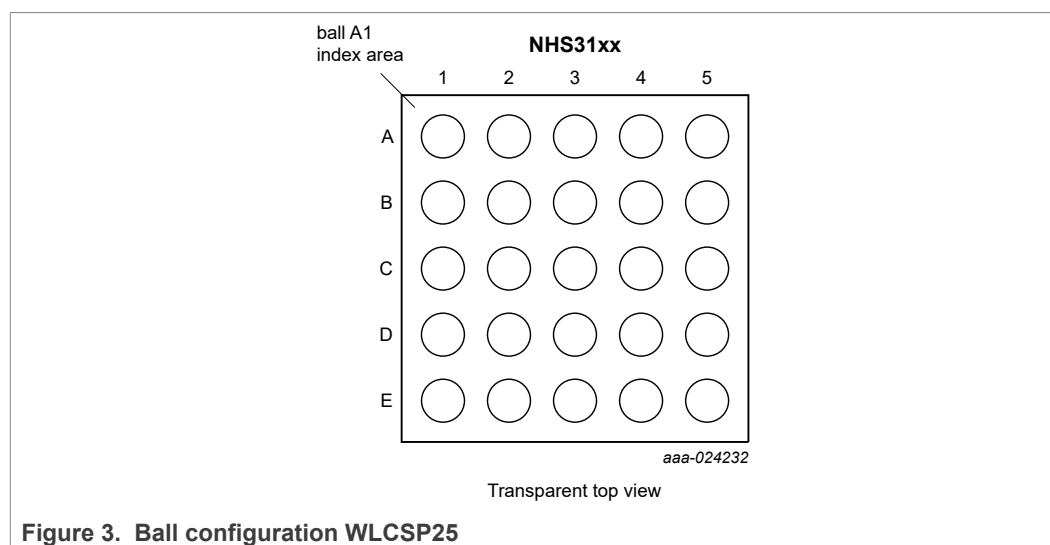 ball A1
index area
NHS31xx
1 2 3 4 5
A
B
C
D
E
aaa-024232
Transparent top view
Figure 3. Ball configuration WLCSP25